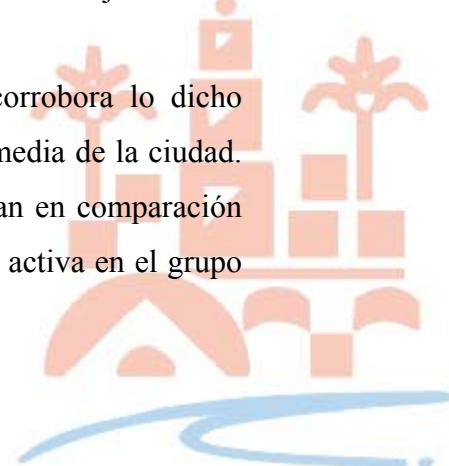 corrobora lo dicho
media de la ciudad.
an en comparación
activa en el grupo